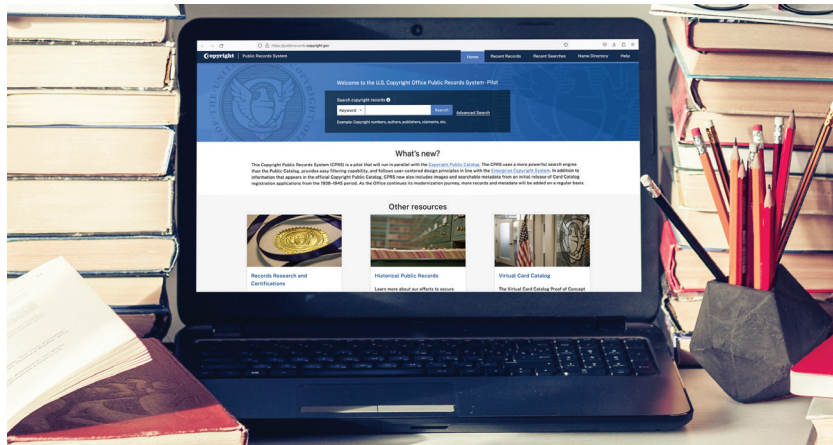 https://publicrecords.copyright.gov
Copyright Public Records System Home Recent Records Recent Searches Name Directory Help
Welcome to the U.S. Copyright Office Public Records System - Pilot
Search copyright records
Keyword Search Advanced Search
Example: Copyright numbers, authors, publishers, claimants, etc.
What's new?
This Copyright Public Records System (CPRS) is a pilot that will run in parallel with the Copyright Public Catalog. The CPRS uses a more powerful search engine
than the Public Catalog, provides easy filtering capability, and follows user-centered design principles in line with the Enterprise Copyright System. In addition to
information that appears in the official Copyright Public Catalog, CPRS now also includes images and searchable metadata from an initial release of Card Catalog
registration applications from the 1938-1945 period. As the Office continues its modernization journey, more records and metadata will be added on a regular basis.
Other resources
Records Research and
Certifications
Historical Public Records
Learn more about our efforts to assure
Virtual Card Catalog
The Virtual Card Catalog Proof of Concept